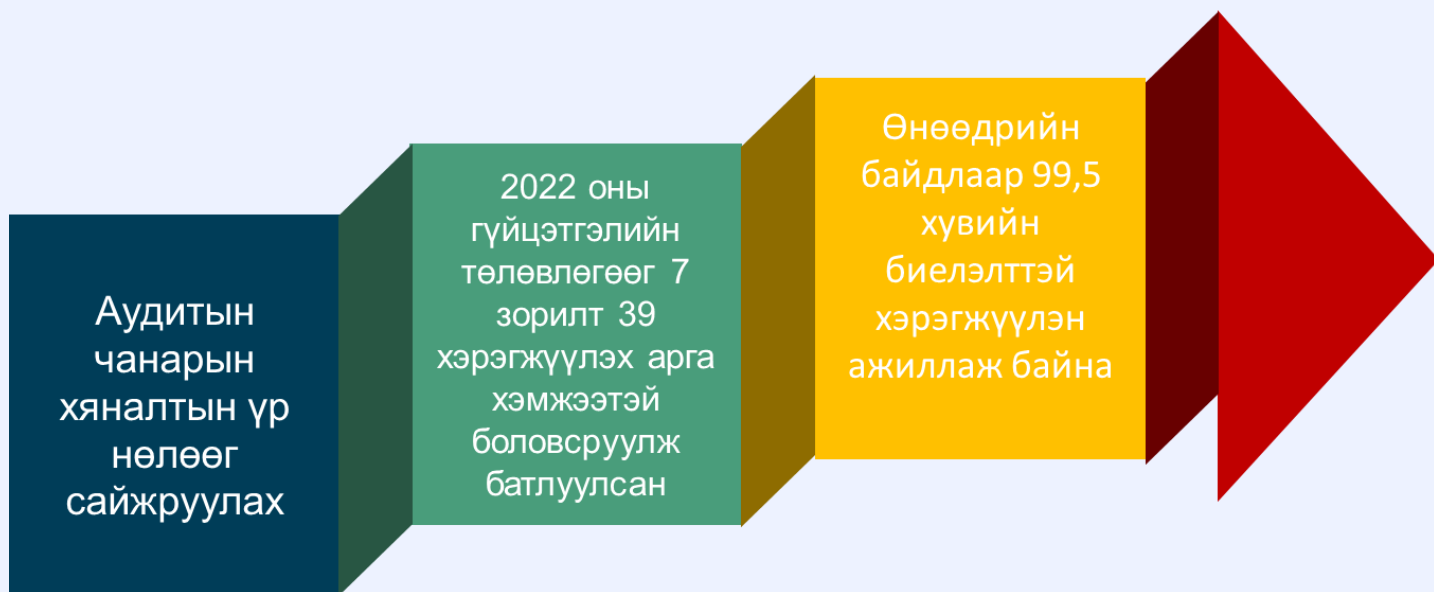 Аудитын
чанарын
хяналтын үр
нөлөөг
сайжруулах
2022 оны
гүйцэтгэлийн
төлөвлөгөөг 7
зорилт 39
хэрэгжүүлэх арга
хэмжээтэй
боловсруулж
батлуулсан
Өнөөдрийн
байдлаар 99,5
хувийн
биелэлттэй
хэрэгжүүлэн
ажиллаж байна